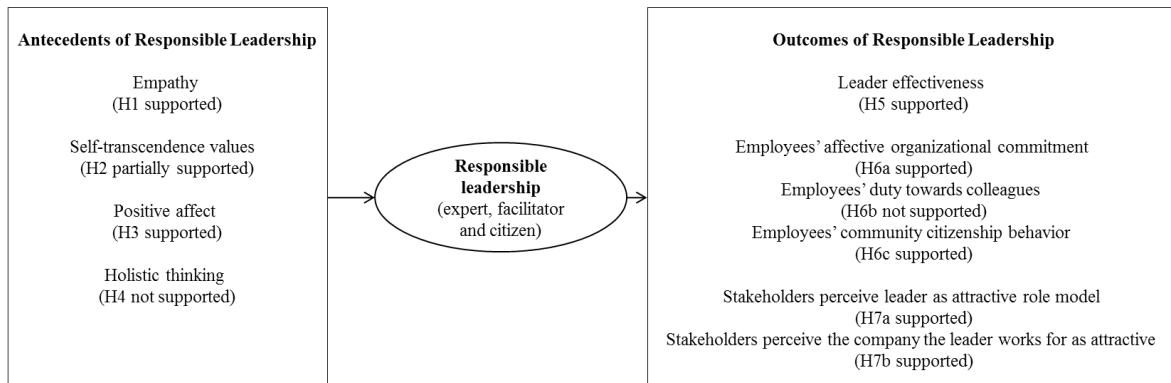 Antecedents of Responsible Leadership
Empathy
(H1 supported)
Self-transcendence values
(H2 partially supported)
Positive affect
(H3 supported)
Holistic thinking
(H4 not supported)
Responsible
leadership
(expert, facilitator
and citizen)
Outcomes of Responsible Leadership
Leader effectiveness
(H5 supported)
Employees’ affective organizational commitment
(H6a supported)
Employees’ duty towards colleagues
(H6b not supported)
Employees’ community citizenship behavior
(H6c supported)
Stakeholders perceive leader as attractive role model
(H7a supported)
Stakeholders perceive the company the leader works for as attractive
(H7b supported)